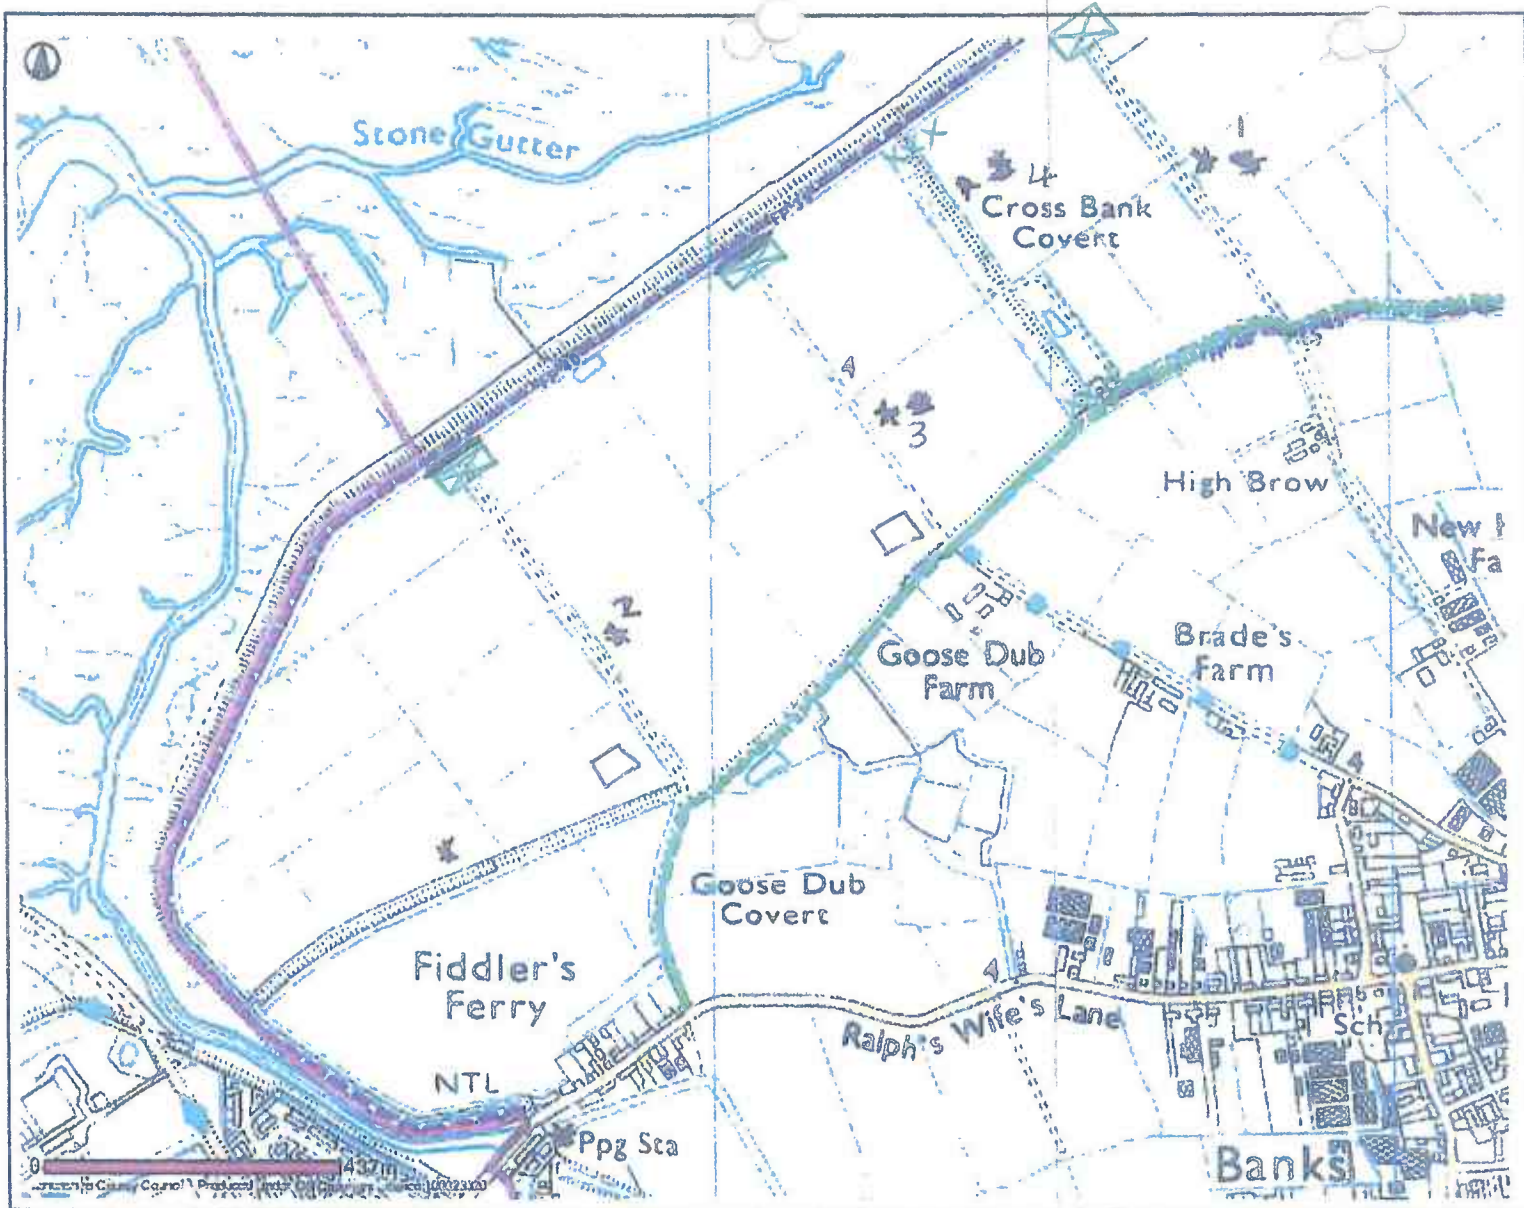 Stone Gutter
1
4
Cross Bank
Covert
4
3
High Brow
2
Goose Dub
Farm
Brade's
Farm
4
Goose Dub
Covert
Fiddler's
Ferry
4
Ralph's Wife's Lane
Sch
NTL
Ppg Sta
Banks
0 437m